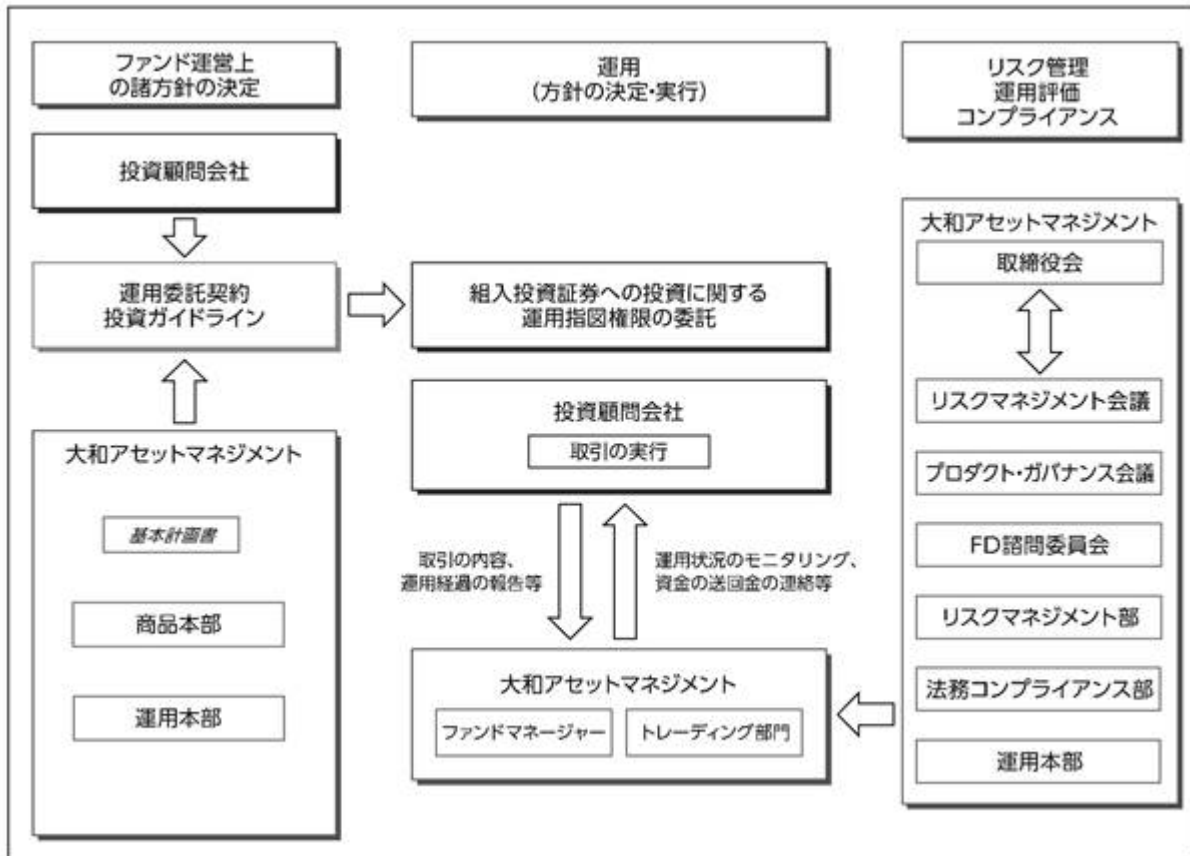 ファンド運営上
の諸方針の決定
運用
(方針の決定・実行)
リスク管理
運用評価
コンプライアンス
投資顧問会社
運用委託契約
投資ガイドライン
組入投資証券への投資に関する
運用指図権限の委託
大和アセットマネジメント
基本計画書
商品本部
運用本部
投資顧問会社
取引の実行
取引の内容、
運用経過の報告等
運用状況のモニタリング、
資金の送回金の連絡等
大和アセットマネジメント
ファンドマネージャー
トレーディング部門
大和アセットマネジメント
取締役会
リスクマネジメント会議
プロダクト・ガバナンス会議
FD諮問委員会
リスクマネジメント部
法務コンプライアンス部
運用本部